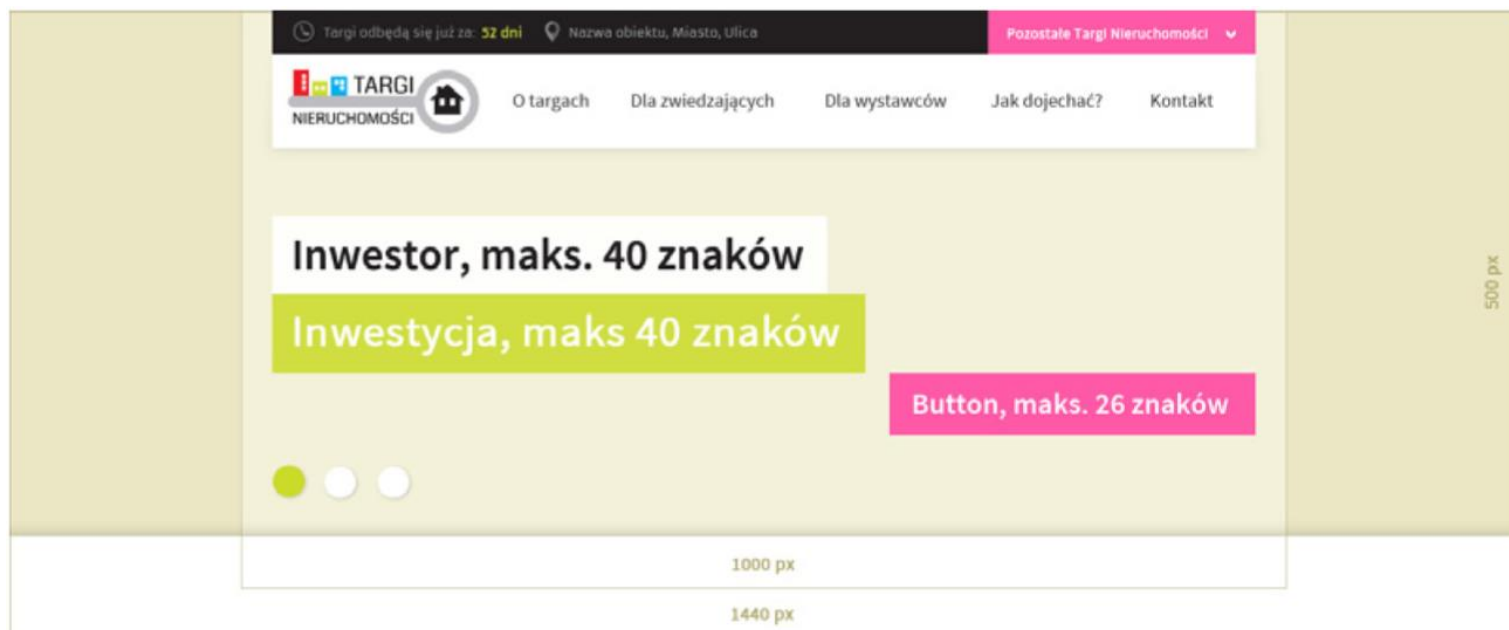 Targi odbędą się już za: 52 dni Nazwa obiektu, Miasto, Ulica Pozostałe Targi Nieruchomości
TARGI
NIERUCHOMOŚCI
O targach Dla zwiedzających Dla wystawców Jak dojechać? Kontakt
Inwestor, maks. 40 znaków
Inwestycja, maks 40 znaków
Button, maks. 26 znaków
500 px
1000 px
1440 px